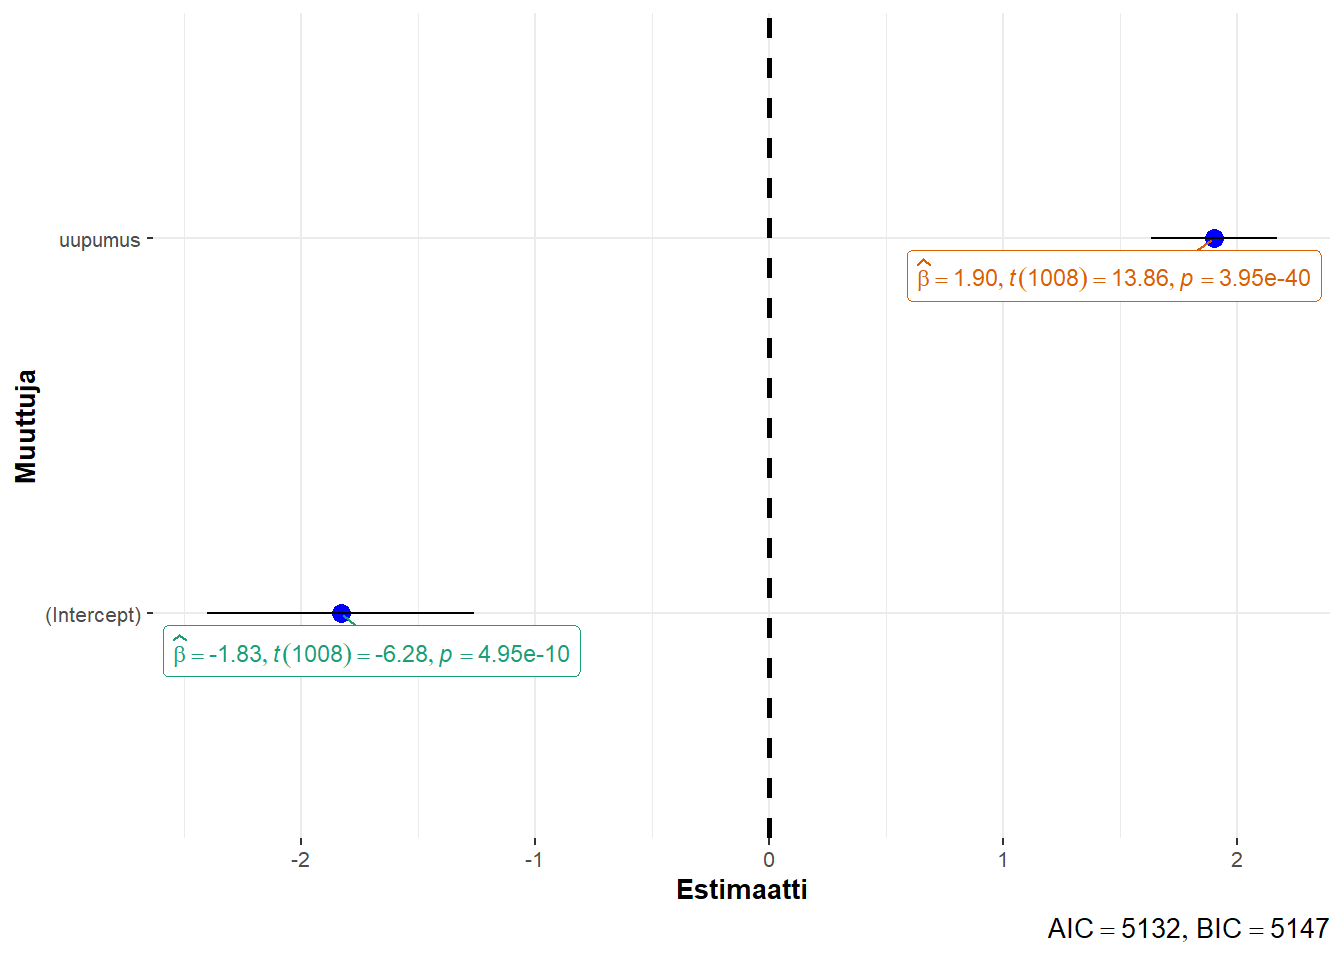 uupumus
β̂ = 1.90, t(1008) = 13.86, p = 3.95e-40
Muuttuja
(Intercept)
β̂ = -1.83, t(1008) = -6.28, p = 4.95e-10
-2 -1 0 1 2
Estimaatti
AIC = 5132, BIC = 5147